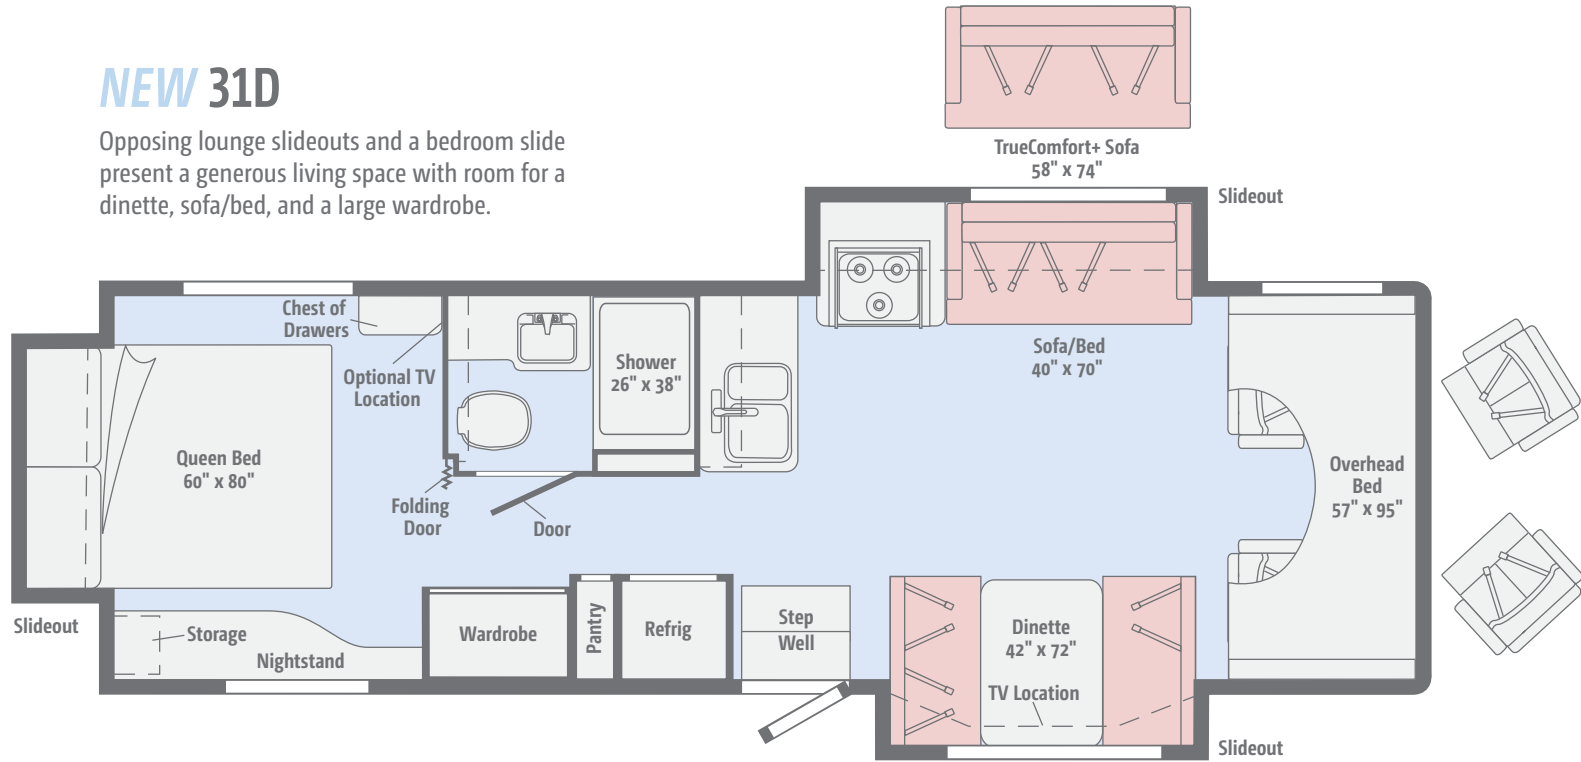 NEW 31D
Opposing lounge slideouts and a bedroom slide
present a generous living space with room for a
dinette, sofa/bed, and a large wardrobe.
TrueComfort+ Sofa
58" x 74"
Slideout
Chest of
Drawers
Optional TV
Location
Shower
26" x 38"
Sofa/Bed
40" x 70"
Queen Bed
60" x 80"
Folding
Door
Door
Overhead
Bed
57" x 95"
Slideout
Storage
Nightstand
Wardrobe
Pantry
Refrig
Step
Well
Dinette
42" x 72"
TV Location
Slideout